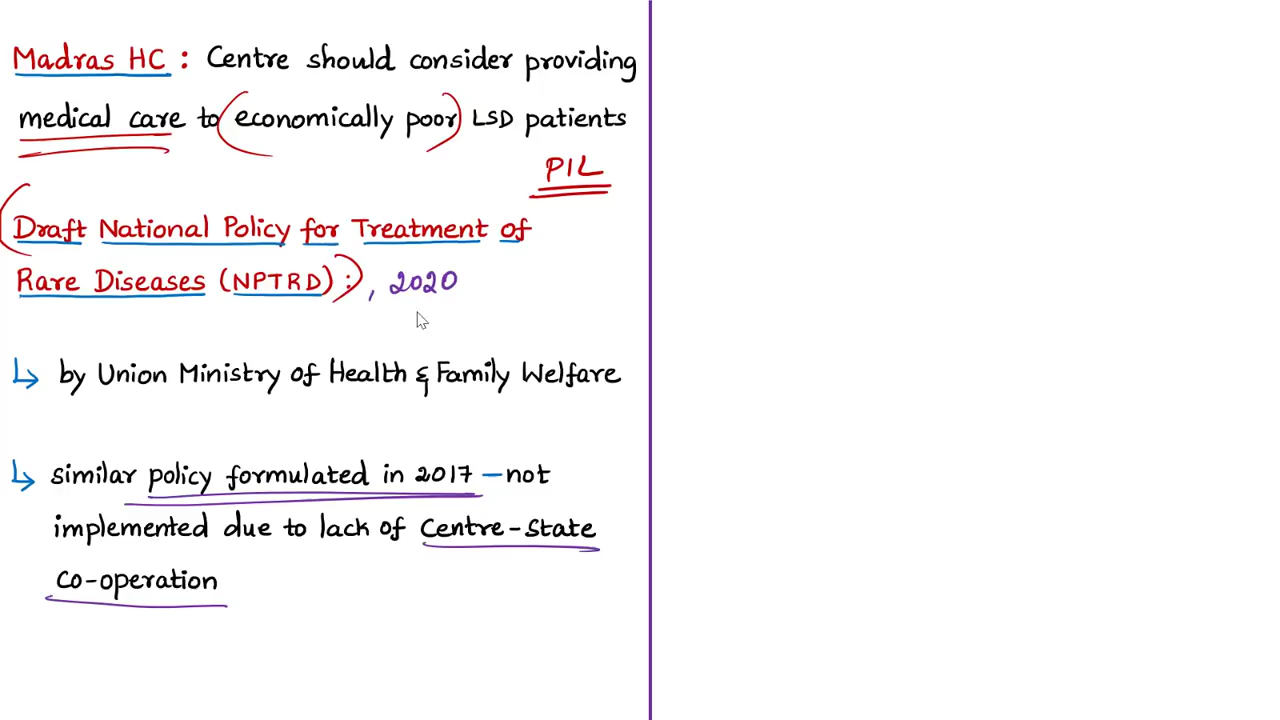 Madras HC : Centre should consider providing
medical care to (economically poor) LSD patients
PIL
(Draft National Policy for Treatment of
Rare Diseases (NPTRD) :) , 2020
↳ by Union Ministry of Health & Family Welfare
↳ similar policy formulated in 2017 – not
implemented due to lack of Centre-State
co-operation